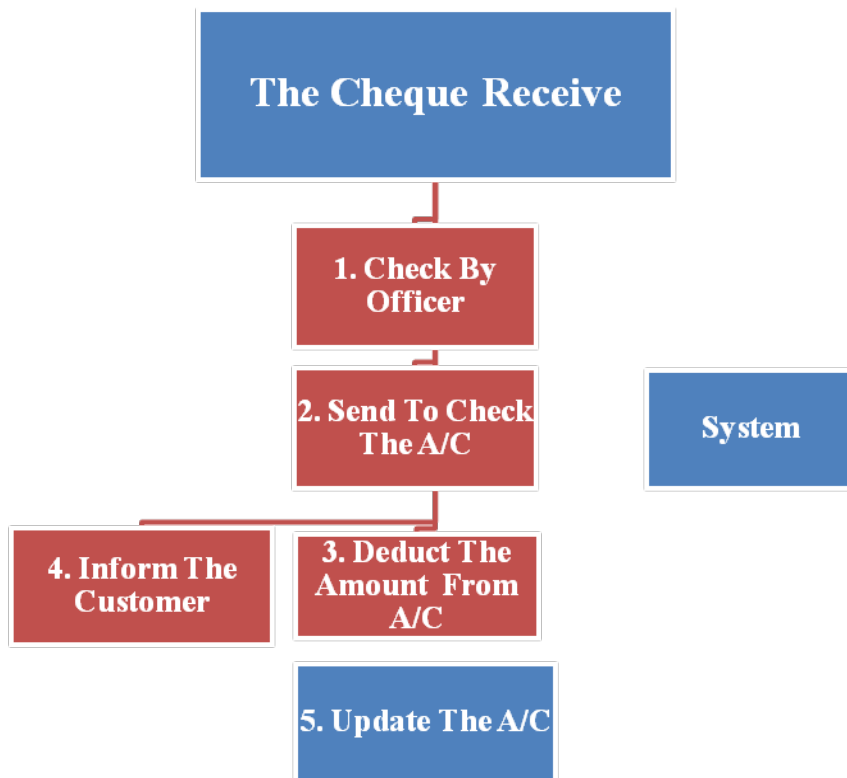 The Cheque Receive
1. Check By
Officer
2. Send To Check
The A/C
System
4. Inform The
Customer
3. Deduct The
Amount From
A/C
5. Update The A/C